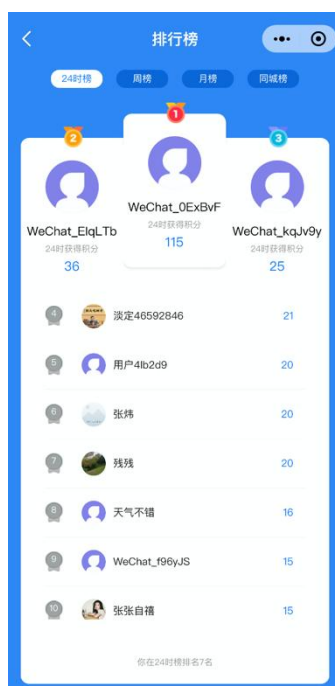 排行榜
24时榜
周榜
月榜
同城榜
1
2
3
WeChat_0ExBvF
24时获得积分
115
WeChat_ElqLTb
24时获得积分
36
WeChat_kqJv9y
24时获得积分
25
4 淡定46592846 21
5 用户4lb2d9 20
6 张炜 20
7 残残 20
8 天气不错 16
9 WeChat_f96yJS 15
10 张张自禧 15
你在24时榜排名7名